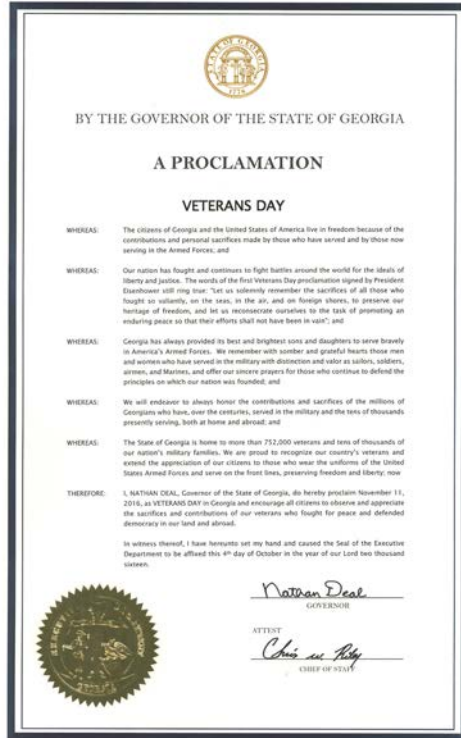 STATE OF GEORGIA
1776
BY THE GOVERNOR OF THE STATE OF GEORGIA
A PROCLAMATION
VETERANS DAY
WHEREAS: The citizens of Georgia and the United States of America live in freedom because of the
contributions and personal sacrifices made by those who have served and by those now
serving in the Armed Forces; and
WHEREAS: Our nation has fought and continues to fight battles around the world for the ideals of
liberty and justice. The words of the first Veterans Day proclamation signed by President
Eisenhower still ring true: "Let us solemnly remember the sacrifices of all those who
fought so valiantly, on the seas, in the air, and on foreign shores, to preserve our
heritage of freedom, and let us reconsecrate ourselves to the task of promoting an
enduring peace so that their efforts shall not have been in vain"; and
WHEREAS: Georgia has always provided its best and brightest sons and daughters to serve bravely
in America's Armed Forces. We remember with somber and grateful hearts those men
and women who have served in the military with distinction and valor as sailors, soldiers,
airmen, and Marines, and offer our sincere prayers for those who continue to defend the
principles on which our nation was founded; and
WHEREAS: We will endeavor to always honor the contributions and sacrifices of the millions of
Georgians who have, over the centuries, served in the military and the tens of thousands
presently serving, both at home and abroad; and
WHEREAS: The State of Georgia is home to more than 752,000 veterans and tens of thousands of
our nation's military families. We are proud to recognize our country's veterans and
extend the appreciation of our citizens to those who wear the uniforms of the United
States Armed Forces and serve on the front lines, preserving freedom and liberty; now
THEREFORE: I, NATHAN DEAL, Governor of the State of Georgia, do hereby proclaim November 11,
2016, as VETERANS DAY in Georgia and encourage all citizens to observe and appreciate
the sacrifices and contributions of our veterans who fought for peace and defended
democracy in our land and abroad.
In witness thereof, I have hereunto set my hand and caused the Seal of the Executive
Department to be affixed this 4th day of October in the year of our Lord two thousand
sixteen.
Nathan Deal
GOVERNOR
ATTEST
Chris W. Riley
CHIEF OF STAFF
GEORGIA